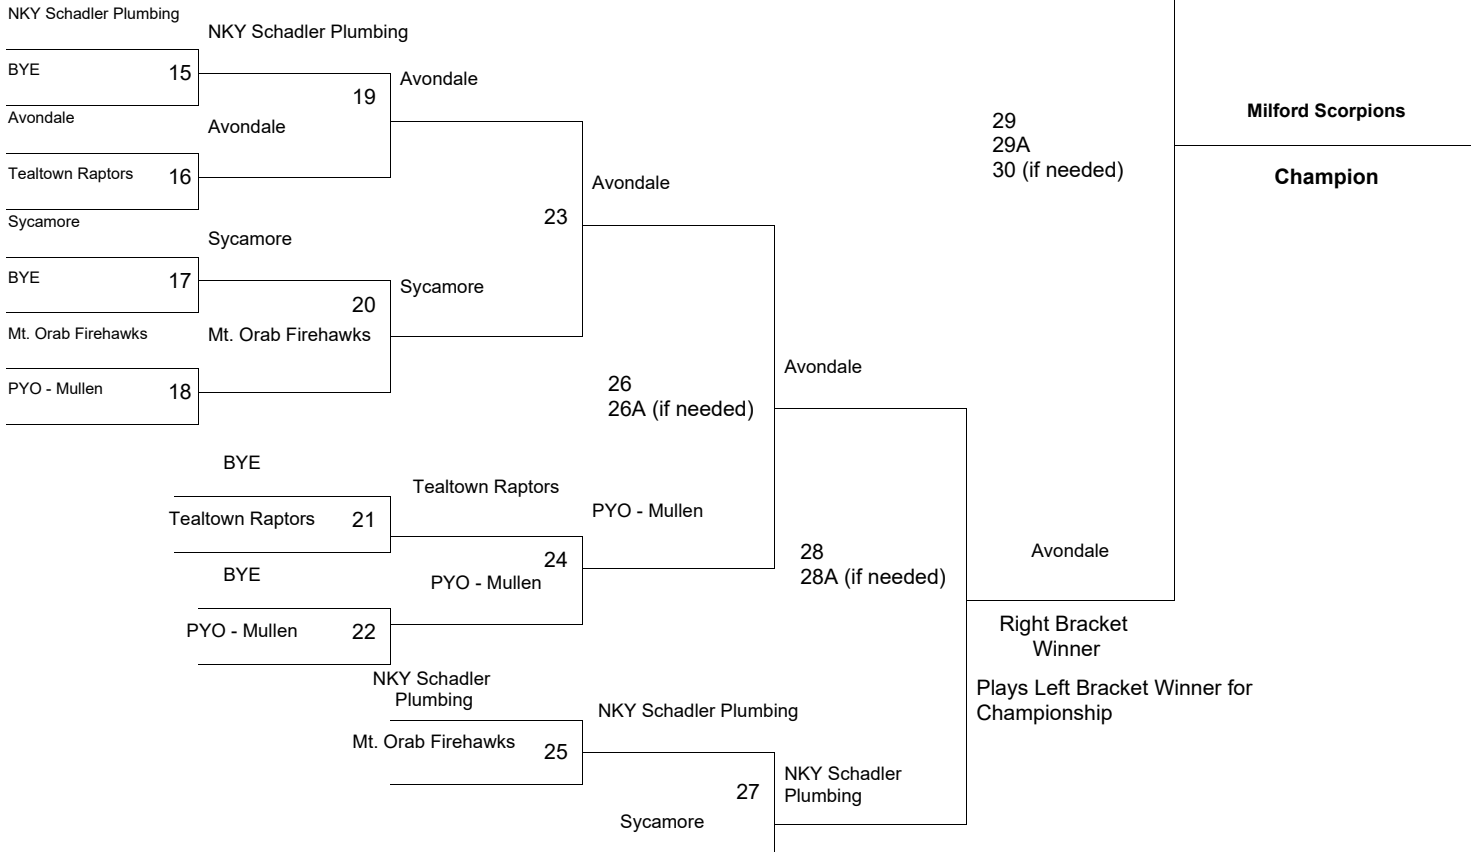 NKY Schadler Plumbing
NKY Schadler Plumbing
BYE
15
Avondale
19
Avondale
Avondale
Tealtown Raptors
16
Avondale
Sycamore
23
Sycamore
BYE
17
Sycamore
20
Mt. Orab Firehawks
Mt. Orab Firehawks
PYO - Mullen
18
26
26A (if needed)
Avondale
BYE
Tealtown Raptors
Tealtown Raptors
21
PYO - Mullen
BYE
24
PYO - Mullen
PYO - Mullen
22
28
28A (if needed)
NKY Schadler
Plumbing
NKY Schadler Plumbing
Mt. Orab Firehawks
25
NKY Schadler
Plumbing
27
Sycamore
Avondale
Right Bracket
Winner
Plays Left Bracket Winner for
Championship
29
29A
30 (if needed)
Milford Scorpions
Champion